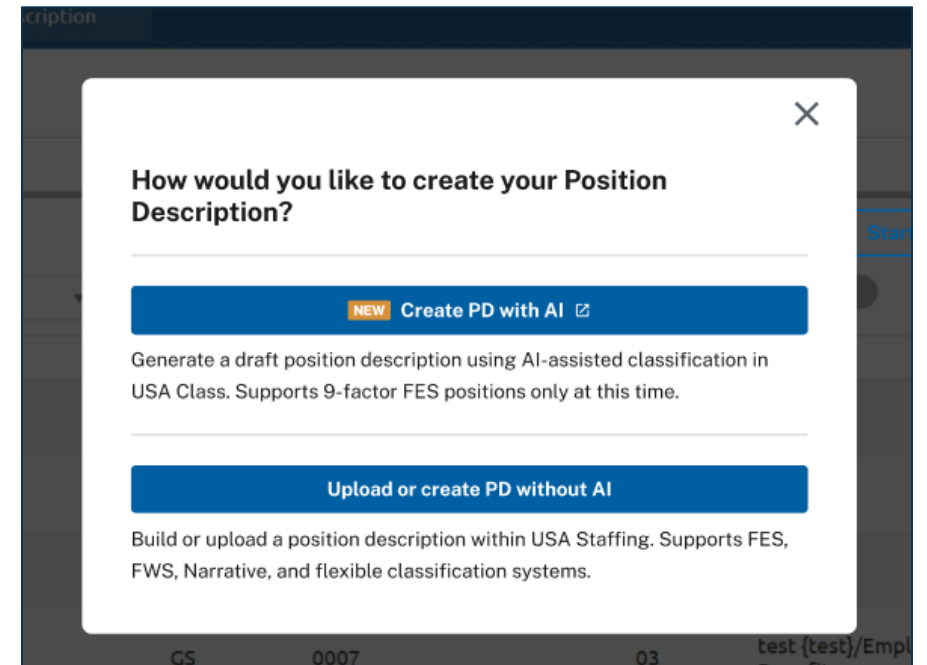 cription
How would you like to create your Position
Description?
Start
NEW Create PD with AI
Generate a draft position description using AI-assisted classification in
USA Class. Supports 9-factor FES positions only at this time.
Upload or create PD without AI
Build or upload a position description within USA Staffing. Supports FES,
FWS, Narrative, and flexible classification systems.
GS 0007 03 test {test}/Empl